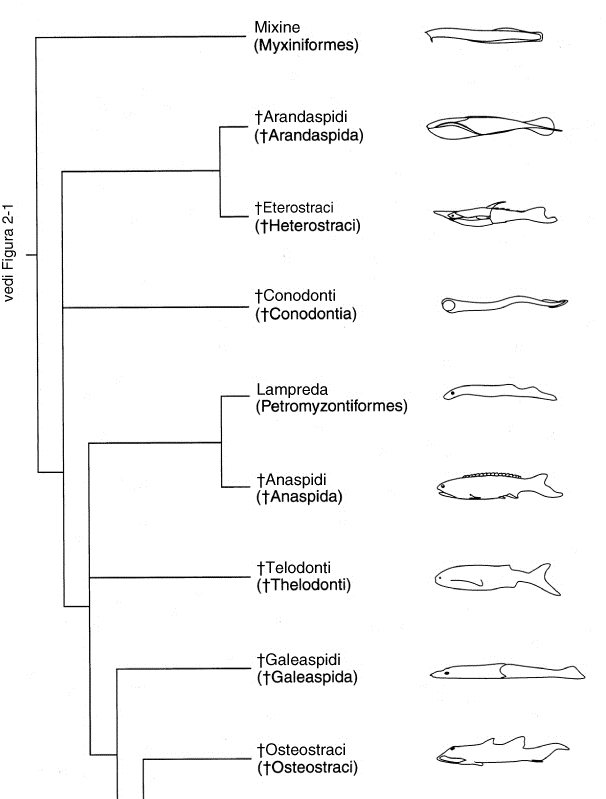 vedi Figura 2-1
Mixine
(Myxiniformes)
†Arandaspidi
(†Arandaspida)
†Eterostraci
(†Heterostraci)
†Conodonti
(†Conodontia)
Lampreda
(Petromyzontiformes)
†Anaspidi
(†Anaspida)
†Telodonti
(†Thelodonti)
†Galeaspidi
(†Galeaspida)
†Osteostraci
(†Osteostraci)